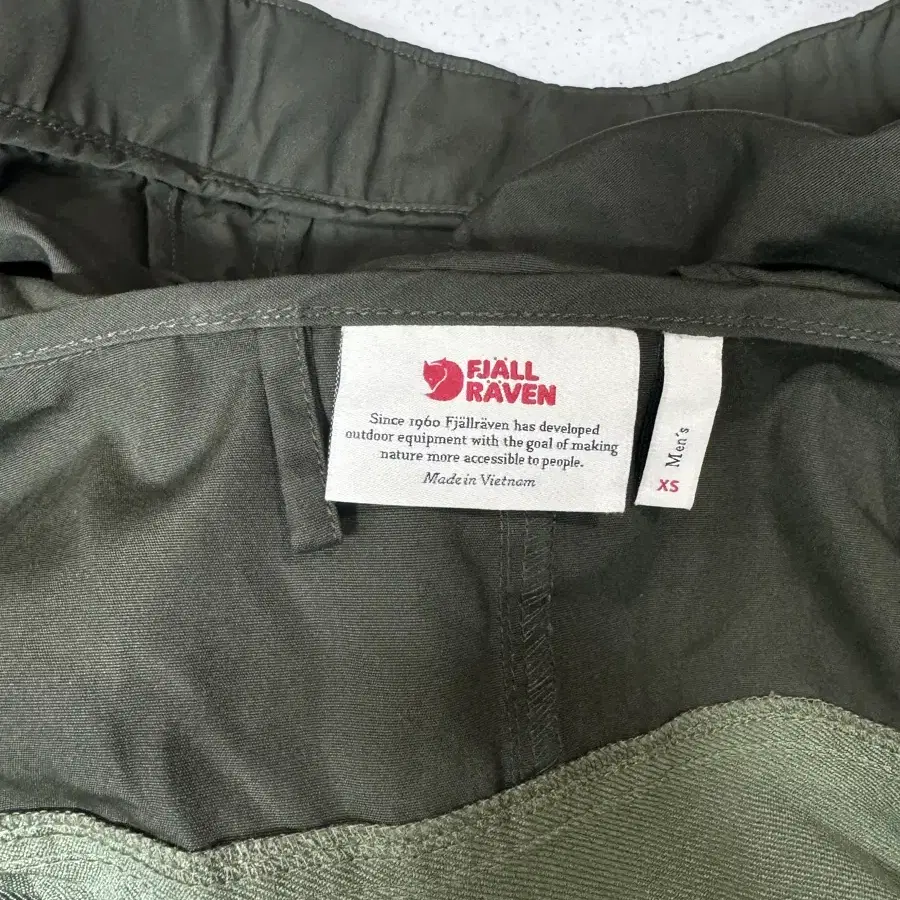 FJÄLL
RÄVEN
Since 1960 Fjällräven has developed
outdoor equipment with the goal of making
nature more accessible to people.
Made in Vietnam
Men´s
XS